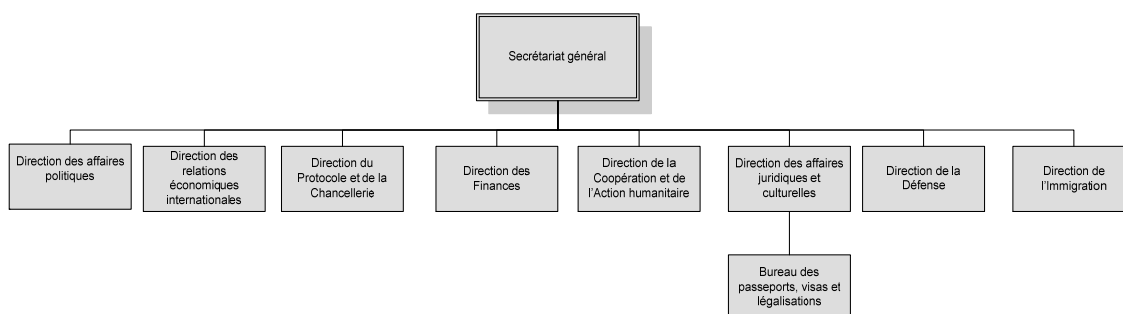 Secrétariat général
Direction des affaires
politiques
Direction des
relations
économiques
internationales
Direction du
Protocole et de la
Chancellerie
Direction des
Finances
Direction de la
Coopération et de
l'Action humanitaire
Direction des affaires
juridiques et
culturelles
Direction de la
Défense
Direction de
l'Immigration
Bureau des
passeports, visas et
légalisations